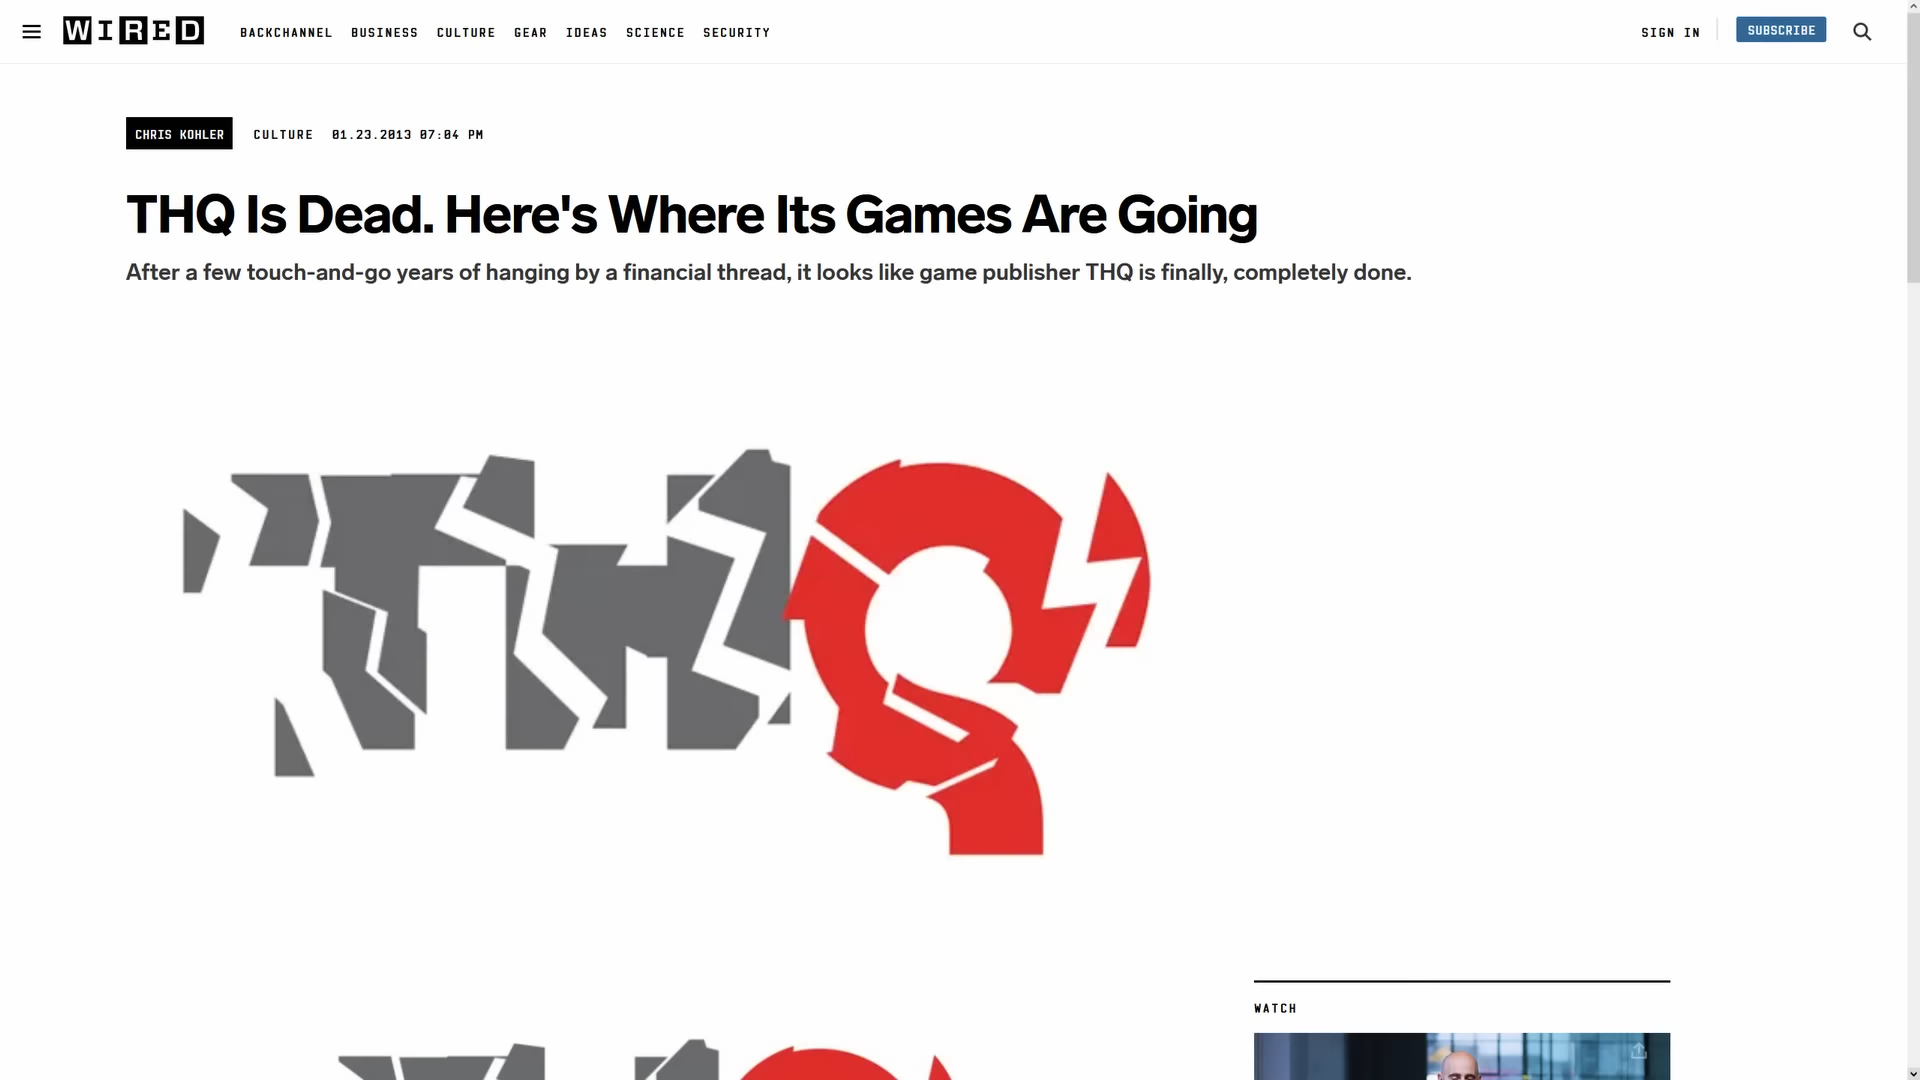 WIRED BACKCHANNEL BUSINESS CULTURE GEAR IDEAS SCIENCE SECURITY SIGN IN SUBSCRIBE
CHRIS KOHLER CULTURE 01.23.2013 07:04 PM
THQ Is Dead. Here's Where Its Games Are Going
After a few touch-and-go years of hanging by a financial thread, it looks like game publisher THQ is finally, completely done.
THQ
WATCH